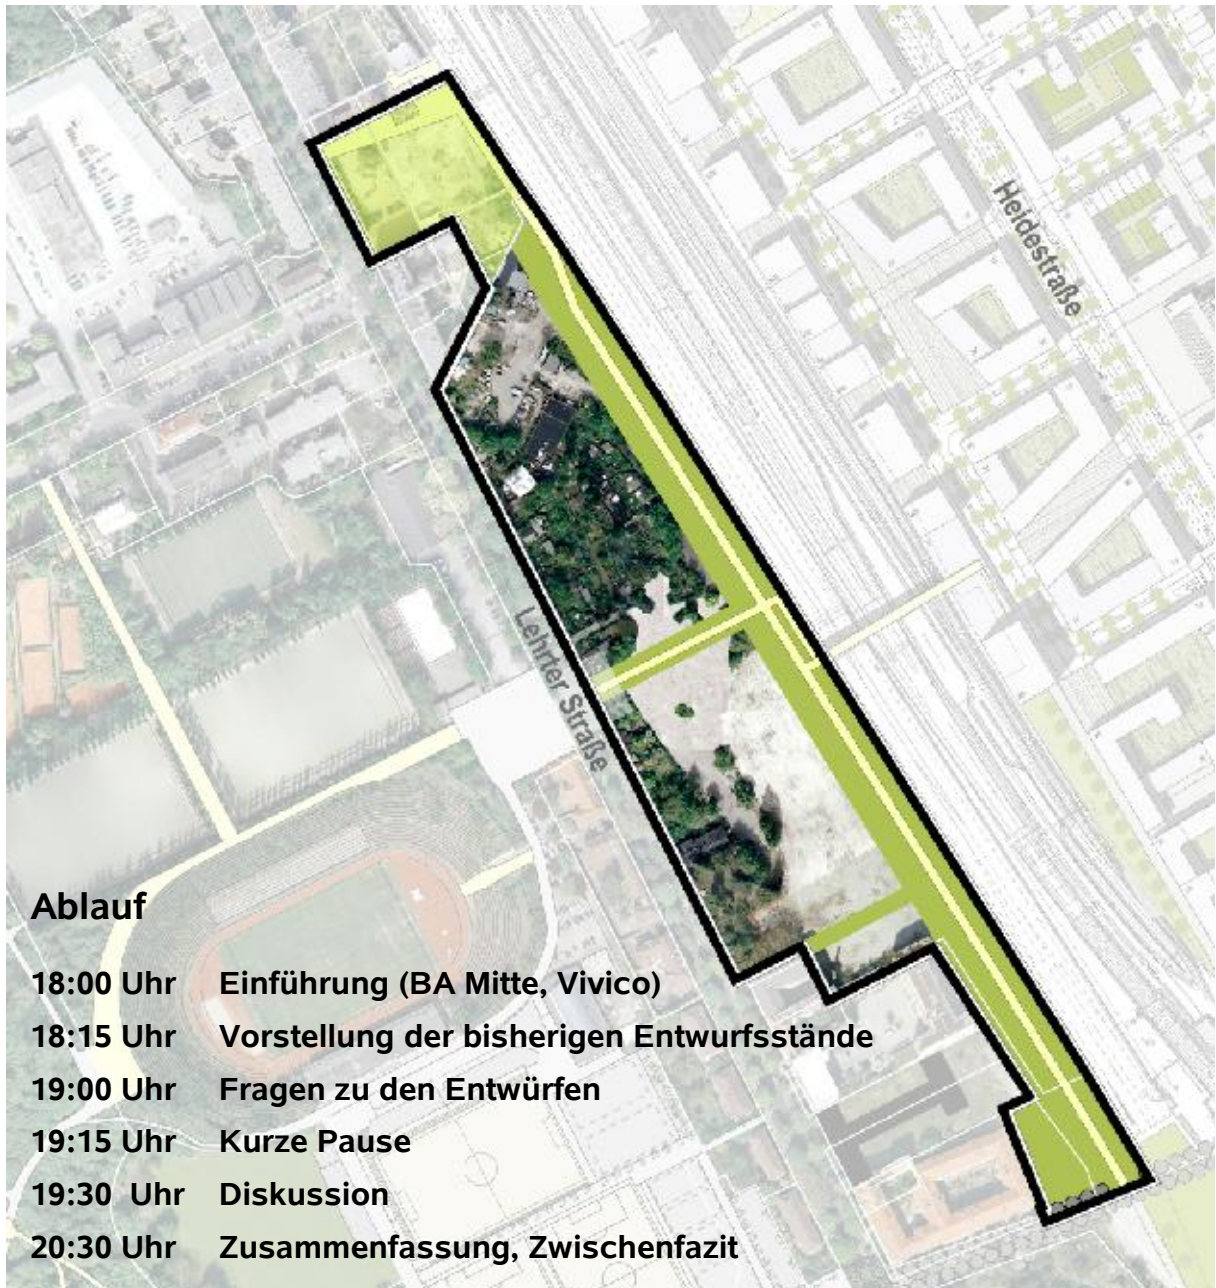 Heidestraße
Lehrter Straße
Ablauf
18:00 Uhr Einführung (BA Mitte, Vivico)
18:15 Uhr Vorstellung der bisherigen Entwurfsstände
19:00 Uhr Fragen zu den Entwürfen
19:15 Uhr Kurze Pause
19:30 Uhr Diskussion
20:30 Uhr Zusammenfassung, Zwischenfazit